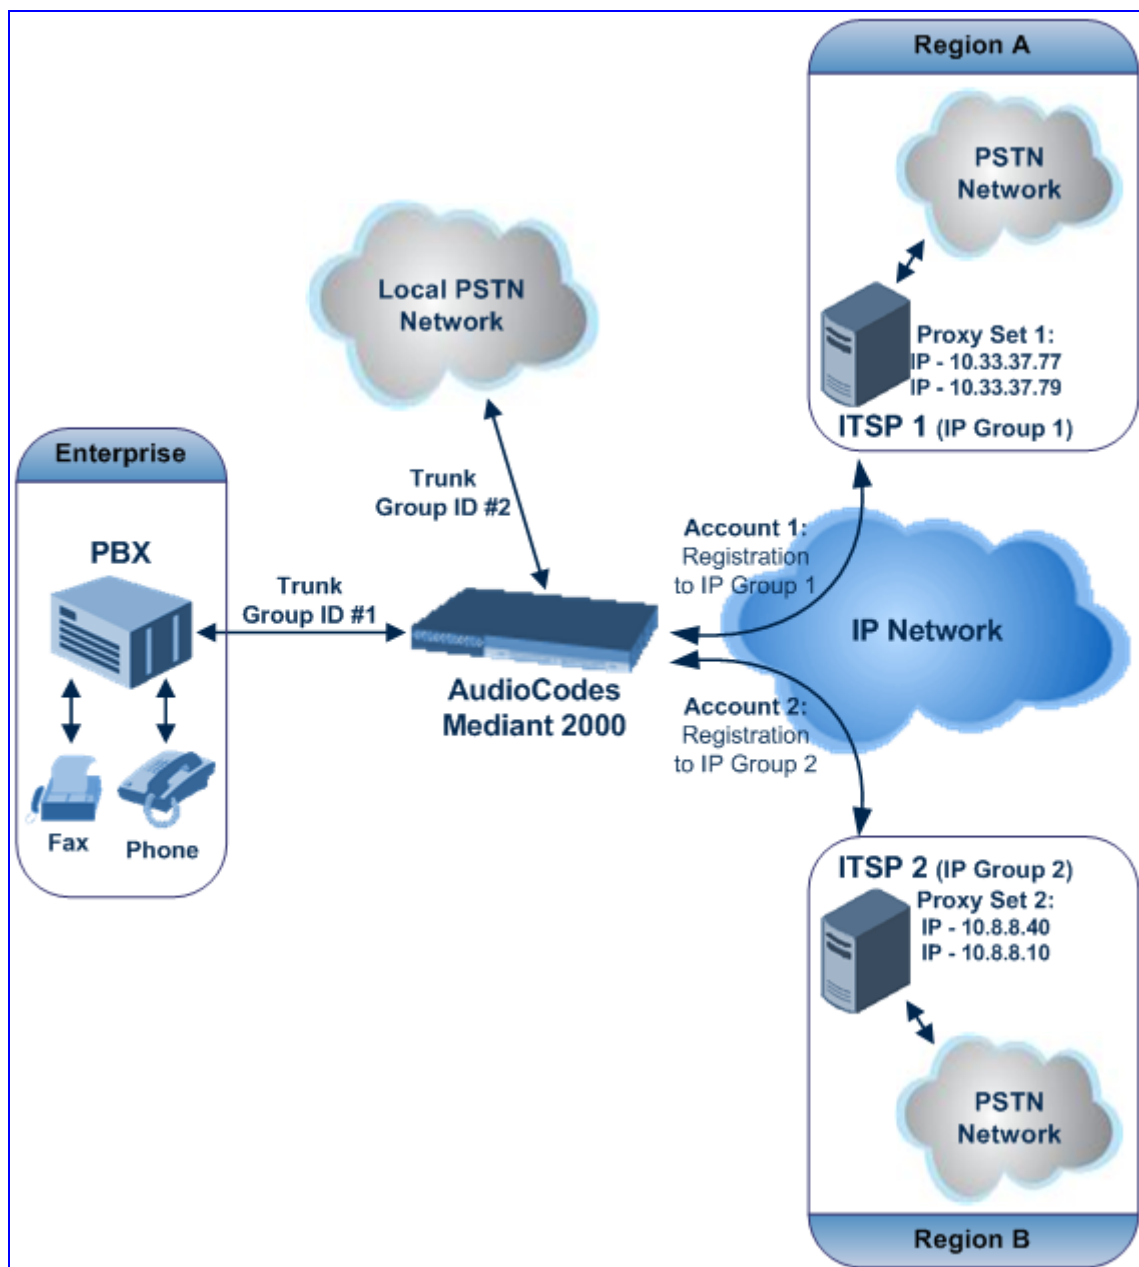 Region A
PSTN
Network
Proxy Set 1:
IP - 10.33.37.77
IP - 10.33.37.79
ITSP 1 (IP Group 1)
Local PSTN
Network
Trunk
Group ID #2
Enterprise
PBX
Trunk
Group ID #1
Fax
Phone
AudioCodes
Mediant 2000
Account 1:
Registration
to IP Group 1
IP Network
Account 2:
Registration
to IP Group 2
ITSP 2 (IP Group 2)
Proxy Set 2:
IP - 10.8.8.40
IP - 10.8.8.10
PSTN
Network
Region B